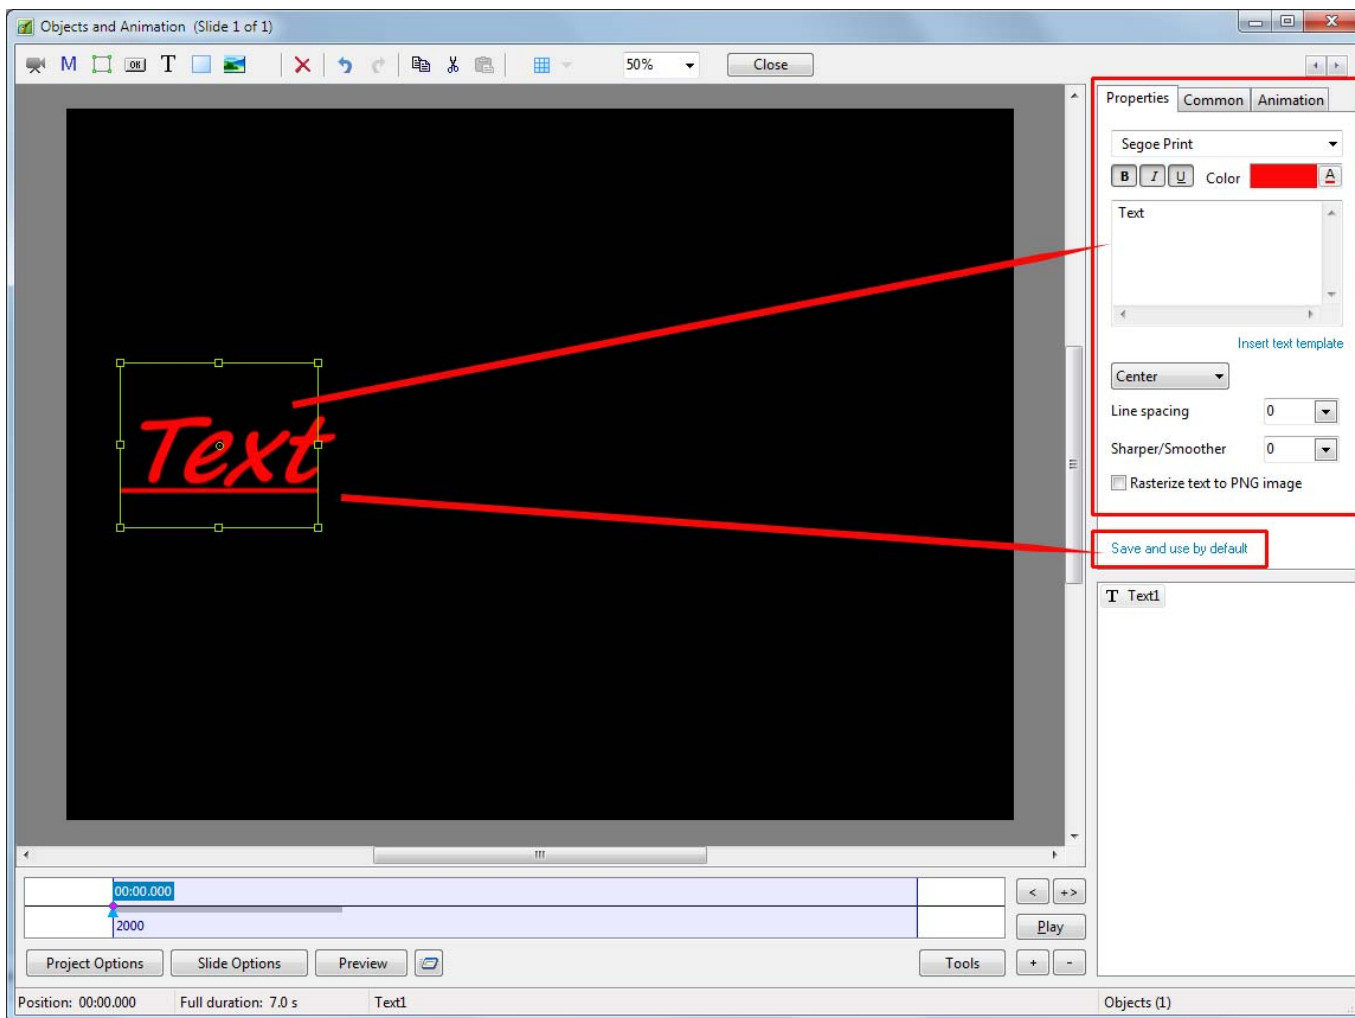 Objects and Animation (Slide 1 of 1)
M OK T 50% Close
Properties Common Animation
Segoe Print
B I U Color A
Text
Insert text template
Center
Line spacing 0
Sharper/Smoother 0
Rasterize text to PNG image
Save and use by default
Text
T Text1
00:00.000
2000
< +>
Play
Project Options Slide Options Preview Tools + -
Position: 00:00.000 Full duration: 7.0 s Text1 Objects (1)